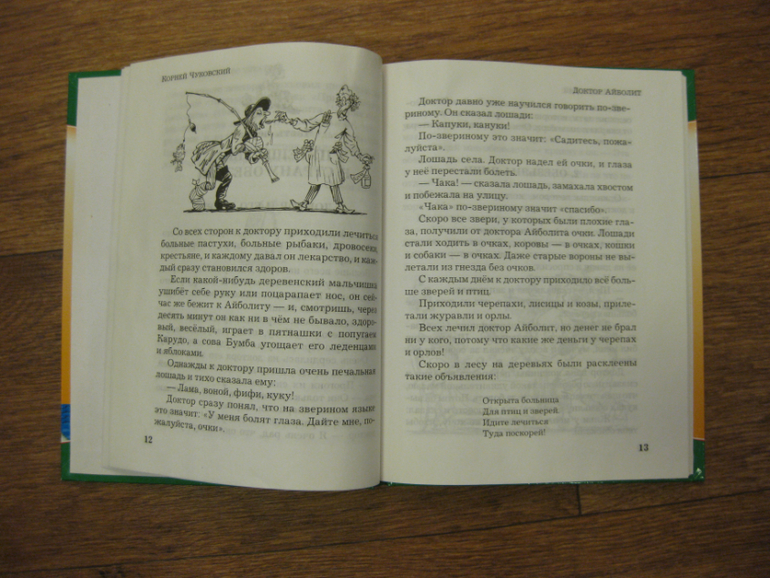 Корней Чуковский
Со всех сторон к доктору приходили лечиться
больные пастухи, больные рыбаки, дровосеки,
крестьяне, и каждому давал он лекарство, и каж-
дый сразу становился здоров.
Если какой-нибудь деревенский мальчишка
ушибёт себе руку или поцарапает нос, он сей-
час же бежит к Айболиту — и, смотришь, через
десять минут он как ни в чём не бывало, здоро-
вый, весёлый, играет в пятнашки с попугаем
Карудо, а сова Бумба угощает его леденцами
и яблоками.
Однажды к доктору пришла очень печальная
лошадь и тихо сказала ему:
— Лама, воной, фифи, куку!
Доктор сразу понял, что на зверином языке
это значит: «У меня болят глаза. Дайте мне, по-
жалуйста, очки».
12
Доктор Айболит
Доктор давно уже научился говорить по-зве-
риному. Он сказал лошади:
— Капуки, кануки!
По-звериному это значит: «Садитесь, пожа-
луйста».
Лошадь села. Доктор надел ей очки, и глаза
у неё перестали болеть.
— Чака! — сказала лошадь, замахала хвостом
и побежала на улицу.
«Чака» по-звериному значит «спасибо».
Скоро все звери, у которых были плохие гла-
за, получили от доктора Айболита очки. Лошади
стали ходить в очках, коровы — в очках, кошки
и собаки — в очках. Даже старые вороны не вы-
летали из гнезда без очков.
С каждым днём к доктору приходило всё боль-
ше зверей и птиц.
Приходили черепахи, лисицы и козы, приле-
тали журавли и орлы.
Всех лечил доктор Айболит, но денег не брал
ни у кого, потому что какие же деньги у черепах
и орлов!
Скоро в лесу на деревьях были расклеены
такие объявления:
Открыта больница
Для птиц и зверей.
Идите лечиться
Туда поскорей!
13